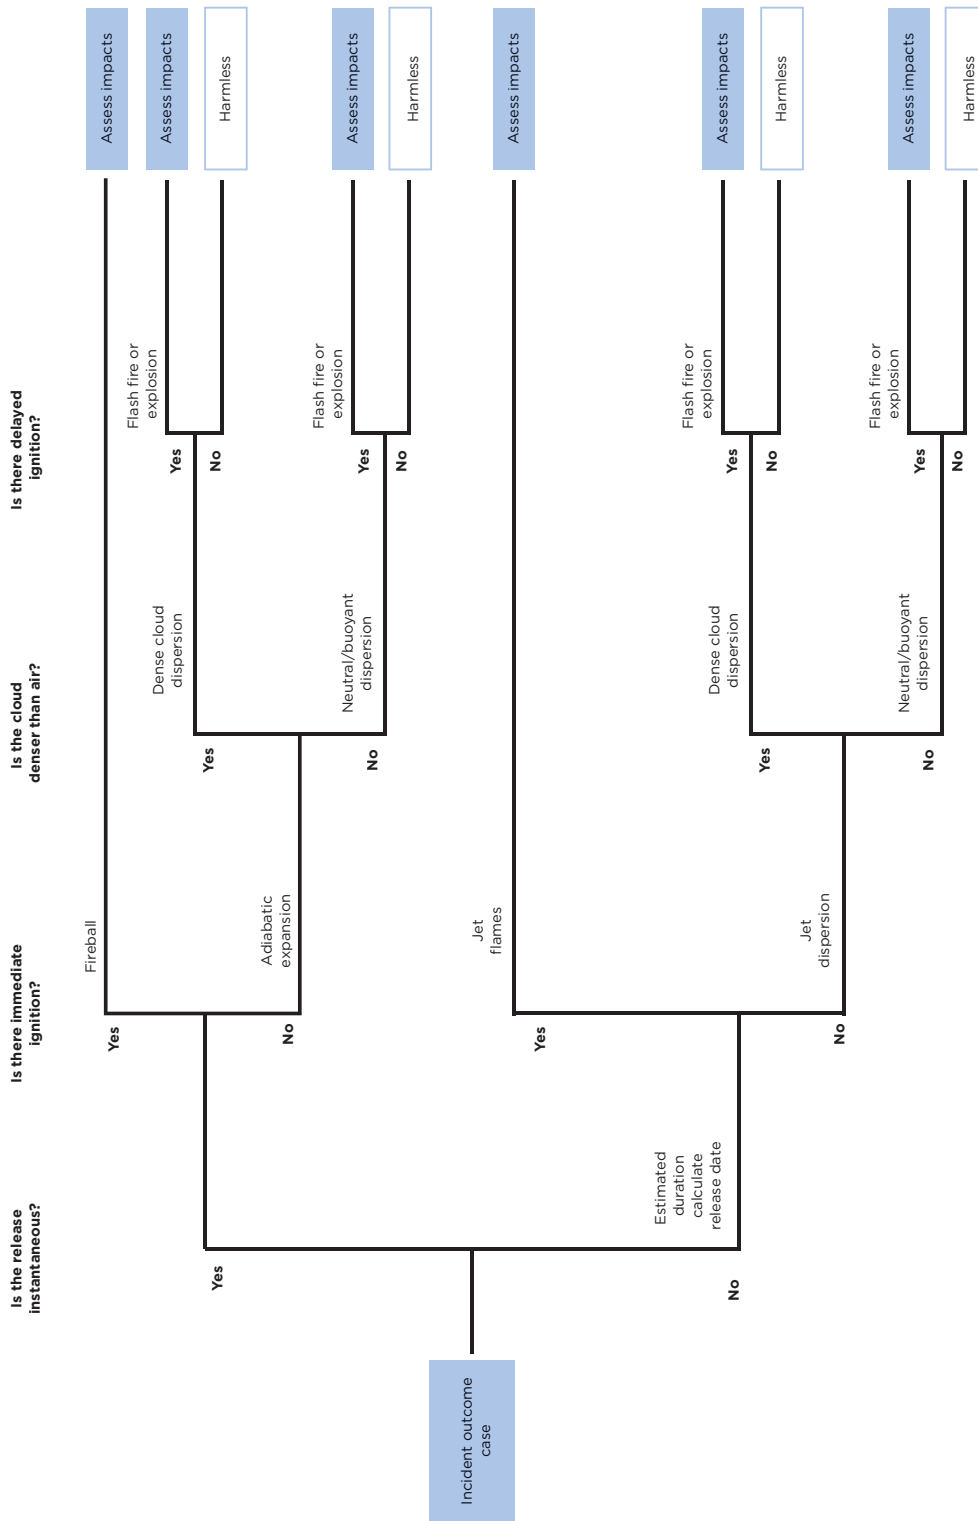 Is the release
instantaneous?
Is there immediate
ignition?
Is the cloud
denser than air?
Is there delayed
ignition?
Fireball
Assess impacts
Yes
Flash fire or
explosion
Assess impacts
Yes
Dense cloud
dispersion
Yes
No
Harmless
Yes
Adiabatic
expansion
No
Flash fire or
explosion
Assess impacts
Neutral/buoyant
dispersion
Yes
No
No
Harmless
Incident outcome
case
Jet
flames
Assess impacts
Yes
Flash fire or
explosion
Assess impacts
Estimated
duration
calculate
release date
Dense cloud
dispersion
Yes
No
Yes
No
Harmless
Jet
dispersion
No
Flash fire or
explosion
Assess impacts
Neutral/buoyant
dispersion
Yes
No
No
Harmless